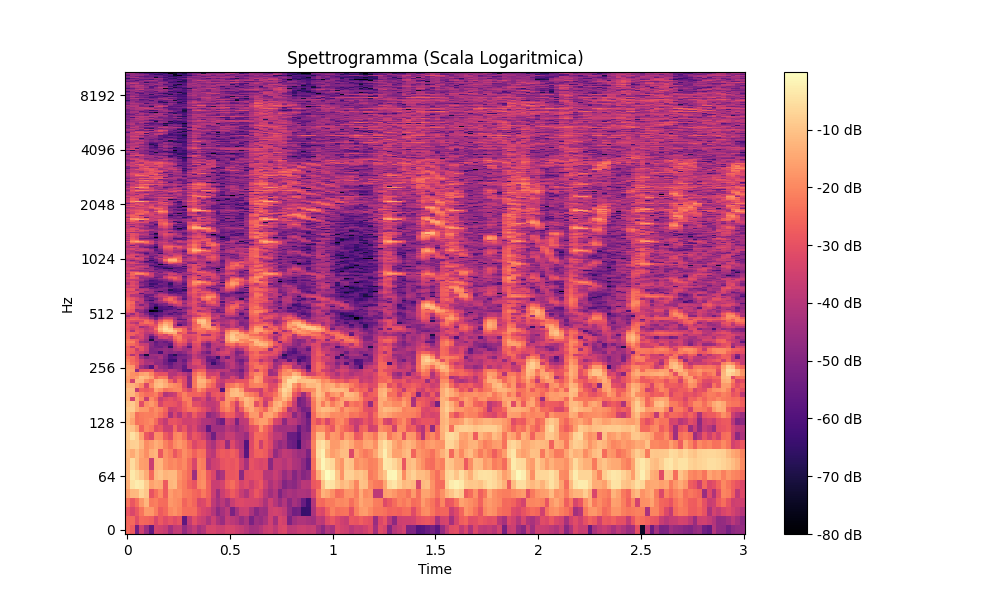 Spettrogramma (Scala Logaritmica)
8192
4096
2048
1024
512
256
128
64
0
Hz
0
0.5
1
1.5
2
2.5
3
Time
-10 dB
-20 dB
-30 dB
-40 dB
-50 dB
-60 dB
-70 dB
-80 dB